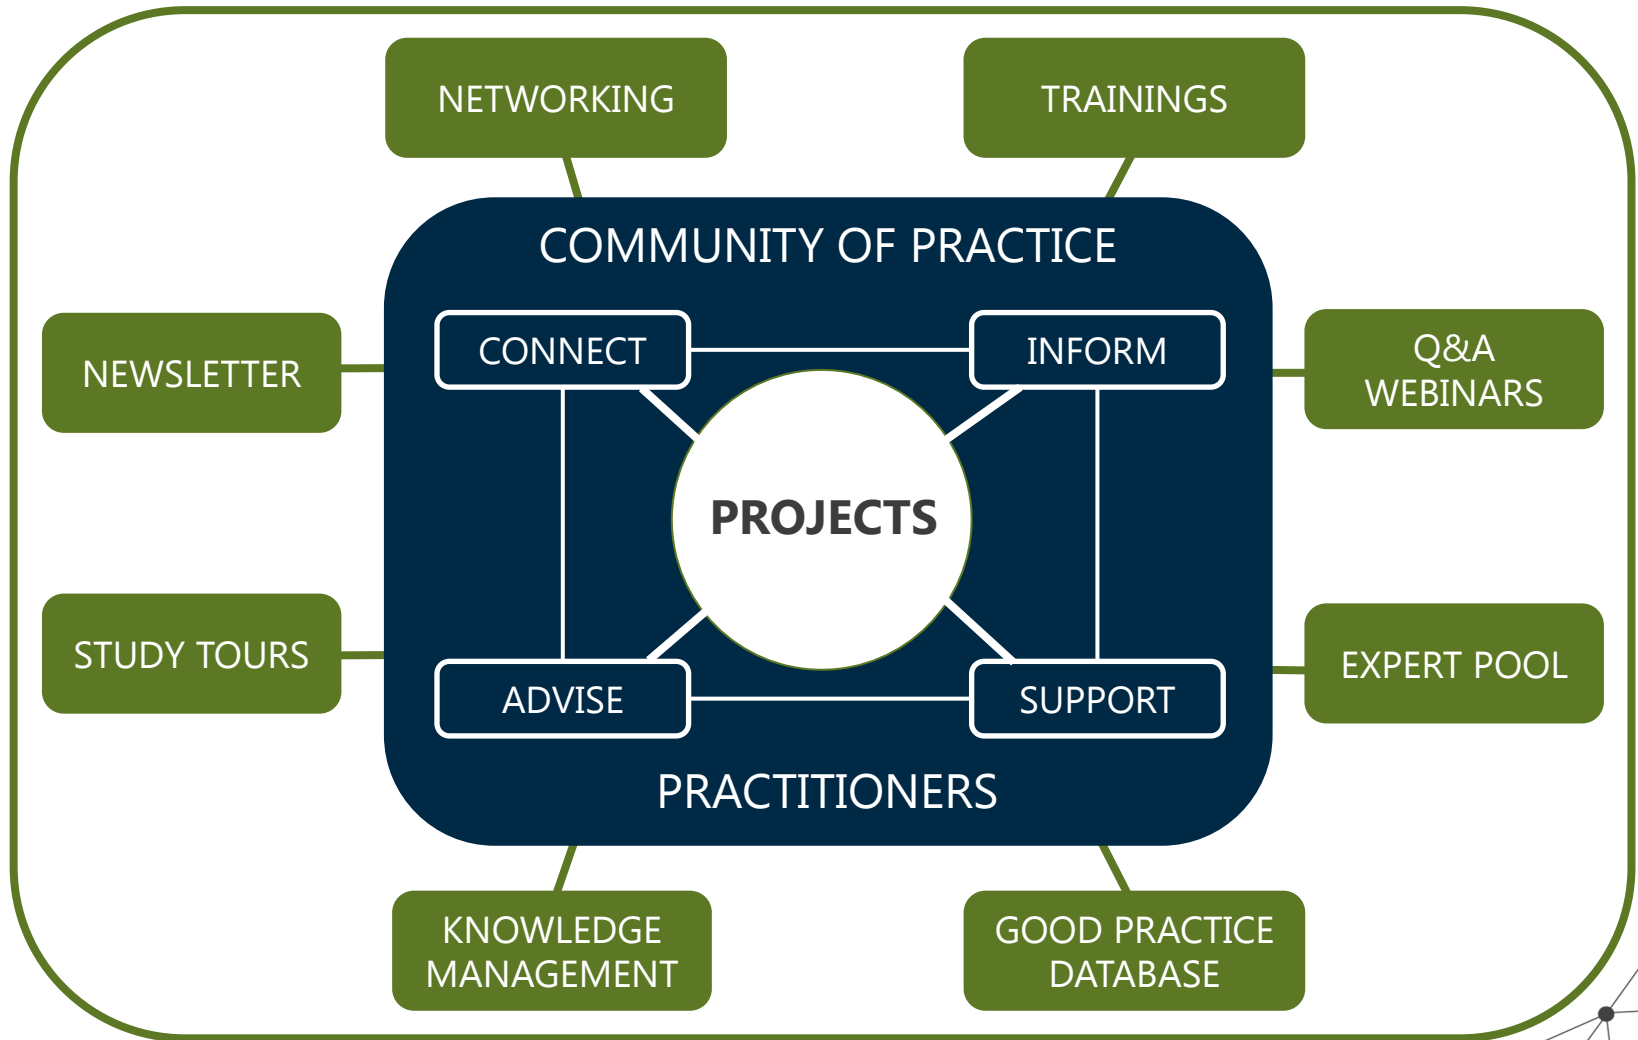 NETWORKING
TRAININGS
COMMUNITY OF PRACTICE
NEWSLETTER
CONNECT
INFORM
Q&A
WEBINARS
PROJECTS
STUDY TOURS
ADVISE
SUPPORT
EXPERT POOL
PRACTITIONERS
KNOWLEDGE
MANAGEMENT
GOOD PRACTICE
DATABASE